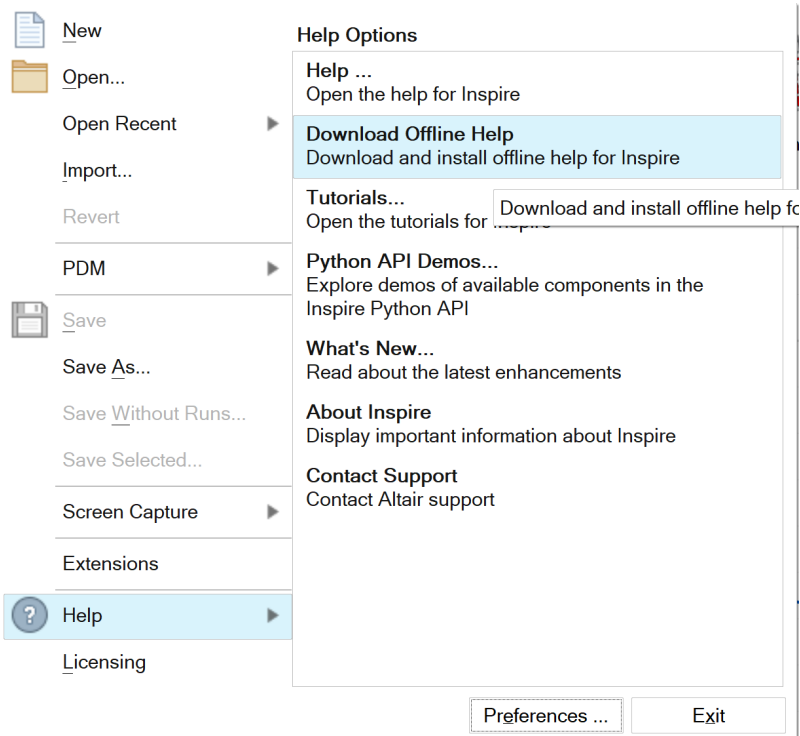 New
Open...
Open Recent
Import...
Revert
PDM
Save
Save As...
Save Without Runs...
Save Selected...
Screen Capture
Extensions
Help
Licensing
Help Options
Help ...
Open the help for Inspire
Download Offline Help
Download and install offline help for Inspire
Tutorials...
Open the tutorials for
Download and install offline help fo
Python API Demos...
Explore demos of available components in the
Inspire Python API
What's New...
Read about the latest enhancements
About Inspire
Display important information about Inspire
Contact Support
Contact Altair support
Preferences ...
Exit